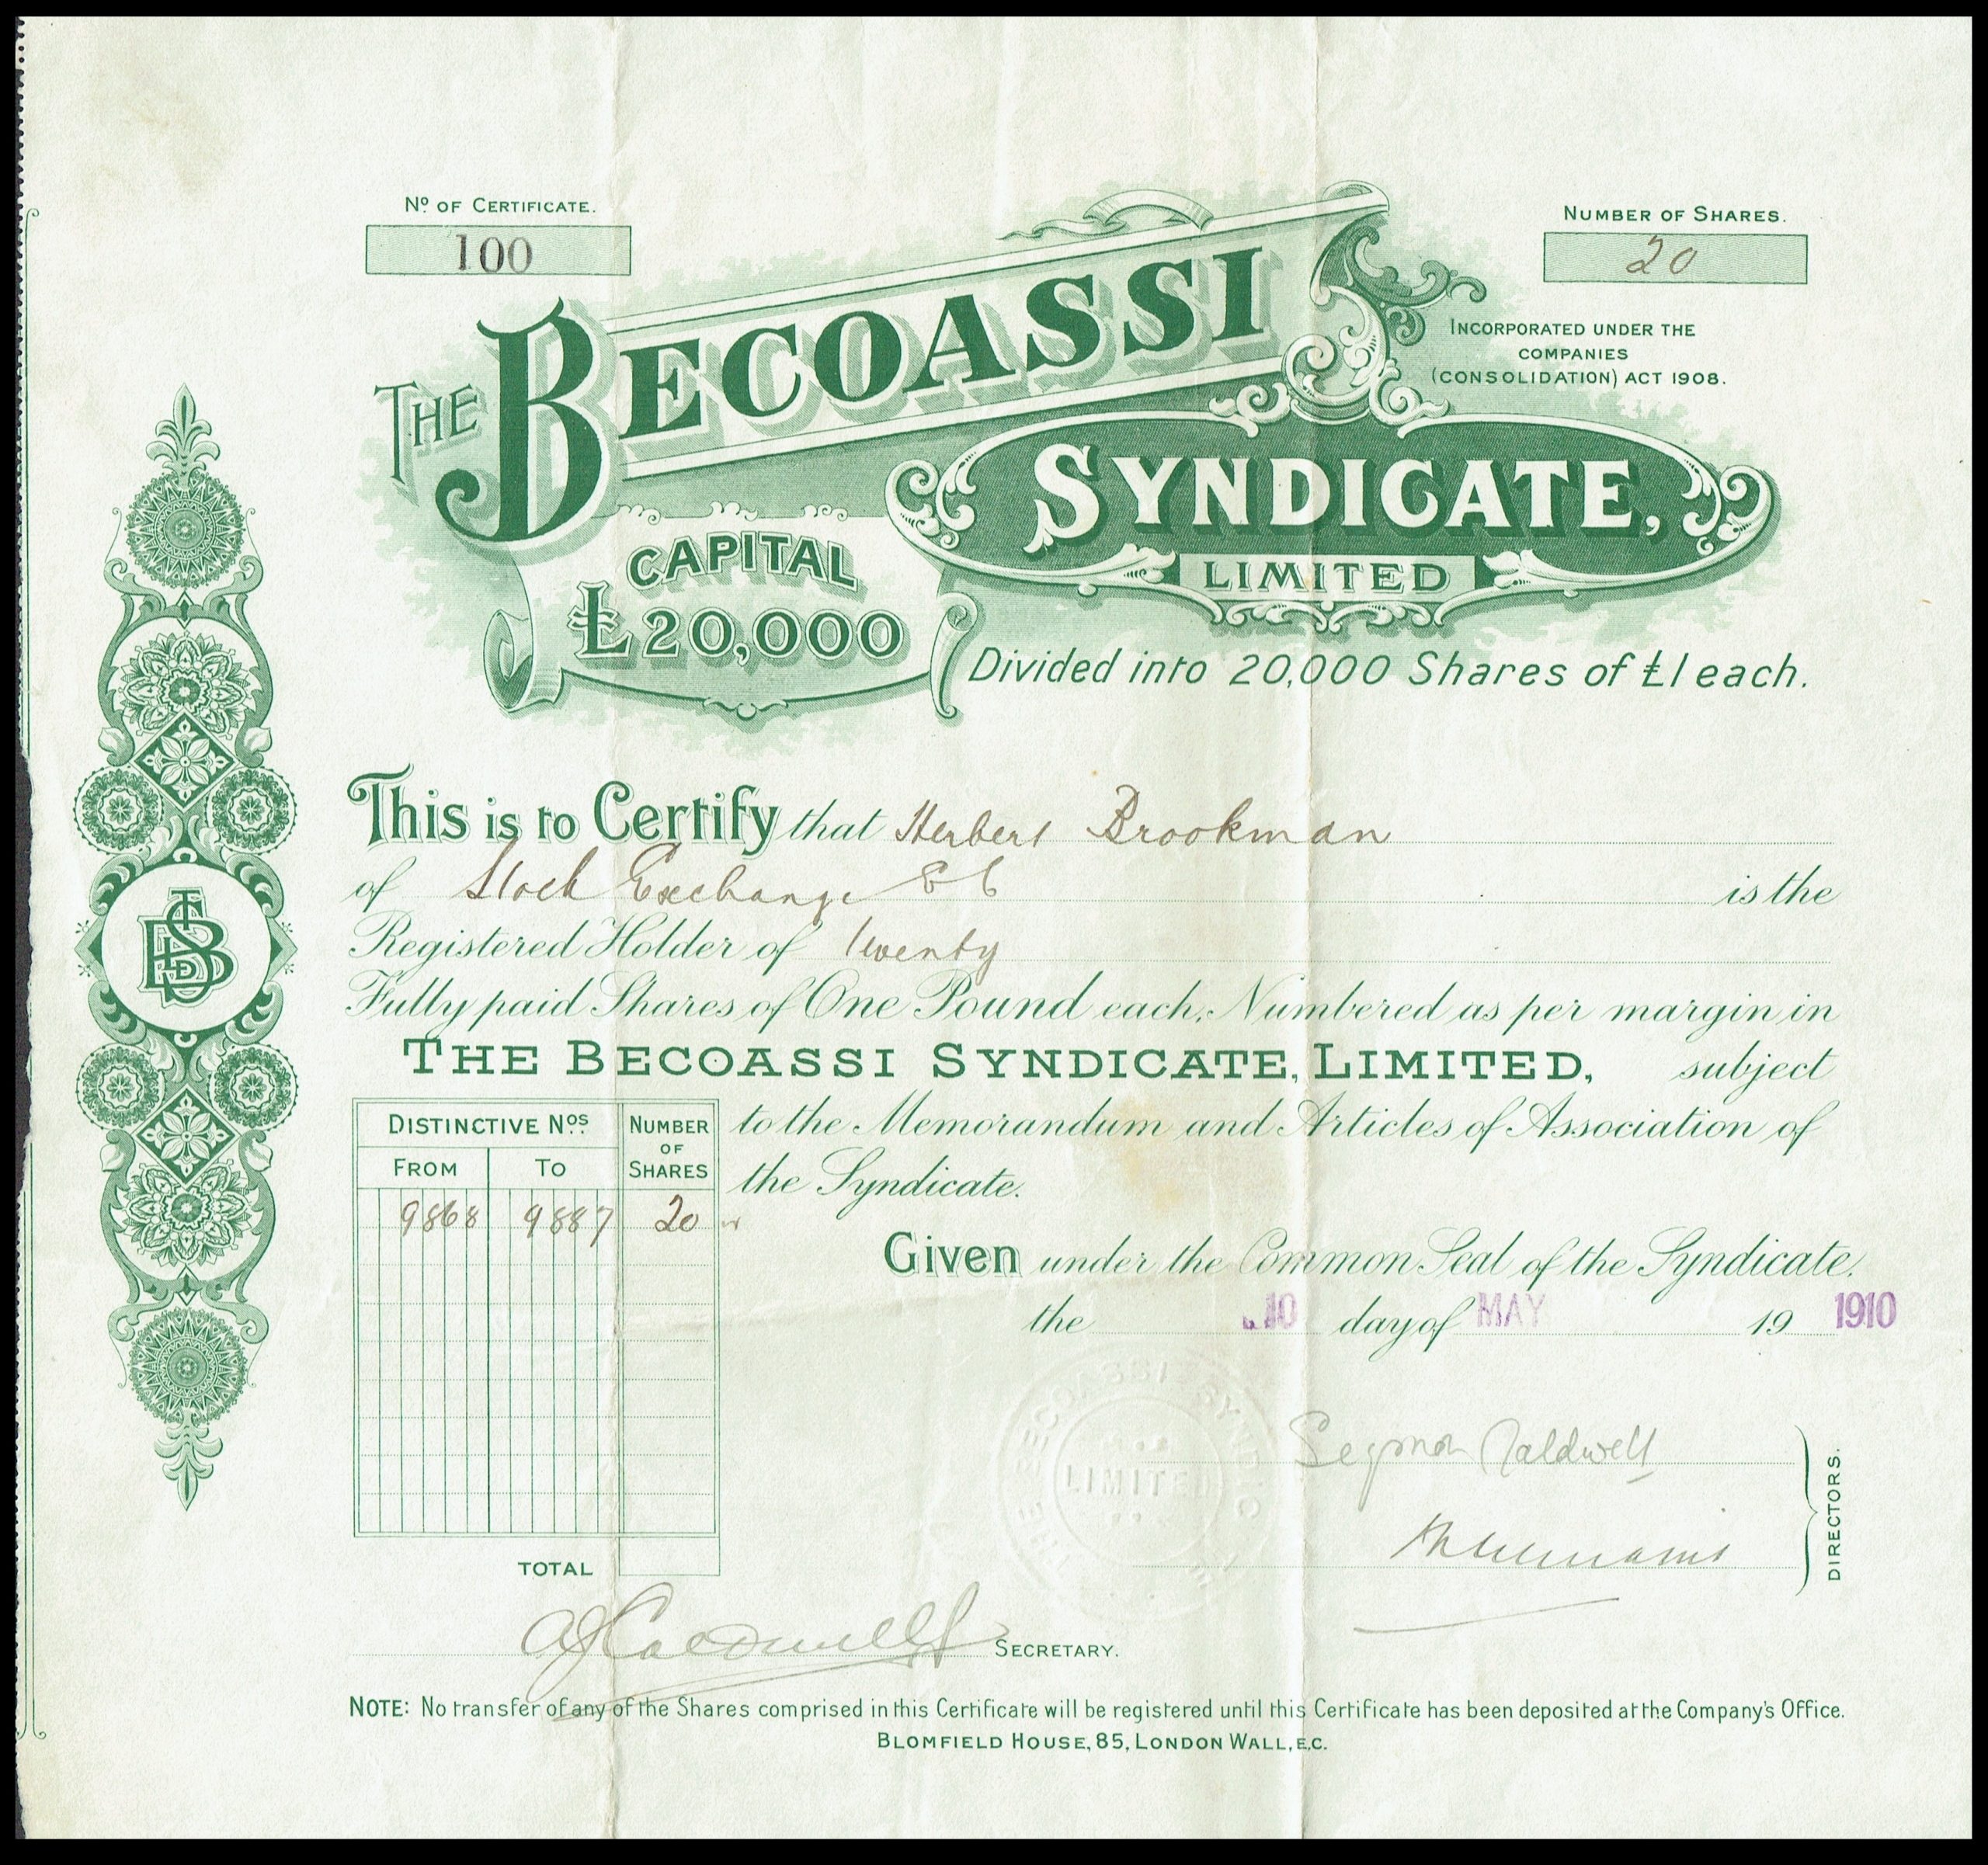 Nº OF CERTIFICATE.
100
NUMBER OF SHARES.
20
THE BECOASSI
SYNDICATE,
LIMITED
INCORPORATED UNDER THE
COMPANIES
(CONSOLIDATION) ACT 1908.
CAPITAL
£20,000
Divided into 20,000 Shares of £1 each.
This is to Certify that Herbert Brookman
of Stock Exchange E C is the
Registered Holder of Twenty
Fully paid Shares of One Pound each, Numbered as per margin in
THE BECOASSI SYNDICATE, LIMITED, subject
to the Memorandum and Articles of Association of
the Syndicate.
DISTINCTIVE NOS. NUMBER OF SHARES
FROM TO
9868 9887 20
TOTAL
Given under the Common Seal of the Syndicate.
the 10 day of MAY 19 1910
THE BECOASSI SYNDICATE
LIMITED
Caldwell
DIRECTORS.
A J Caldwell SECRETARY.
NOTE: No transfer of any of the Shares comprised in this Certificate will be registered until this Certificate has been deposited at the Company's Office.
BLOMFIELD HOUSE, 85, LONDON WALL, E.C.